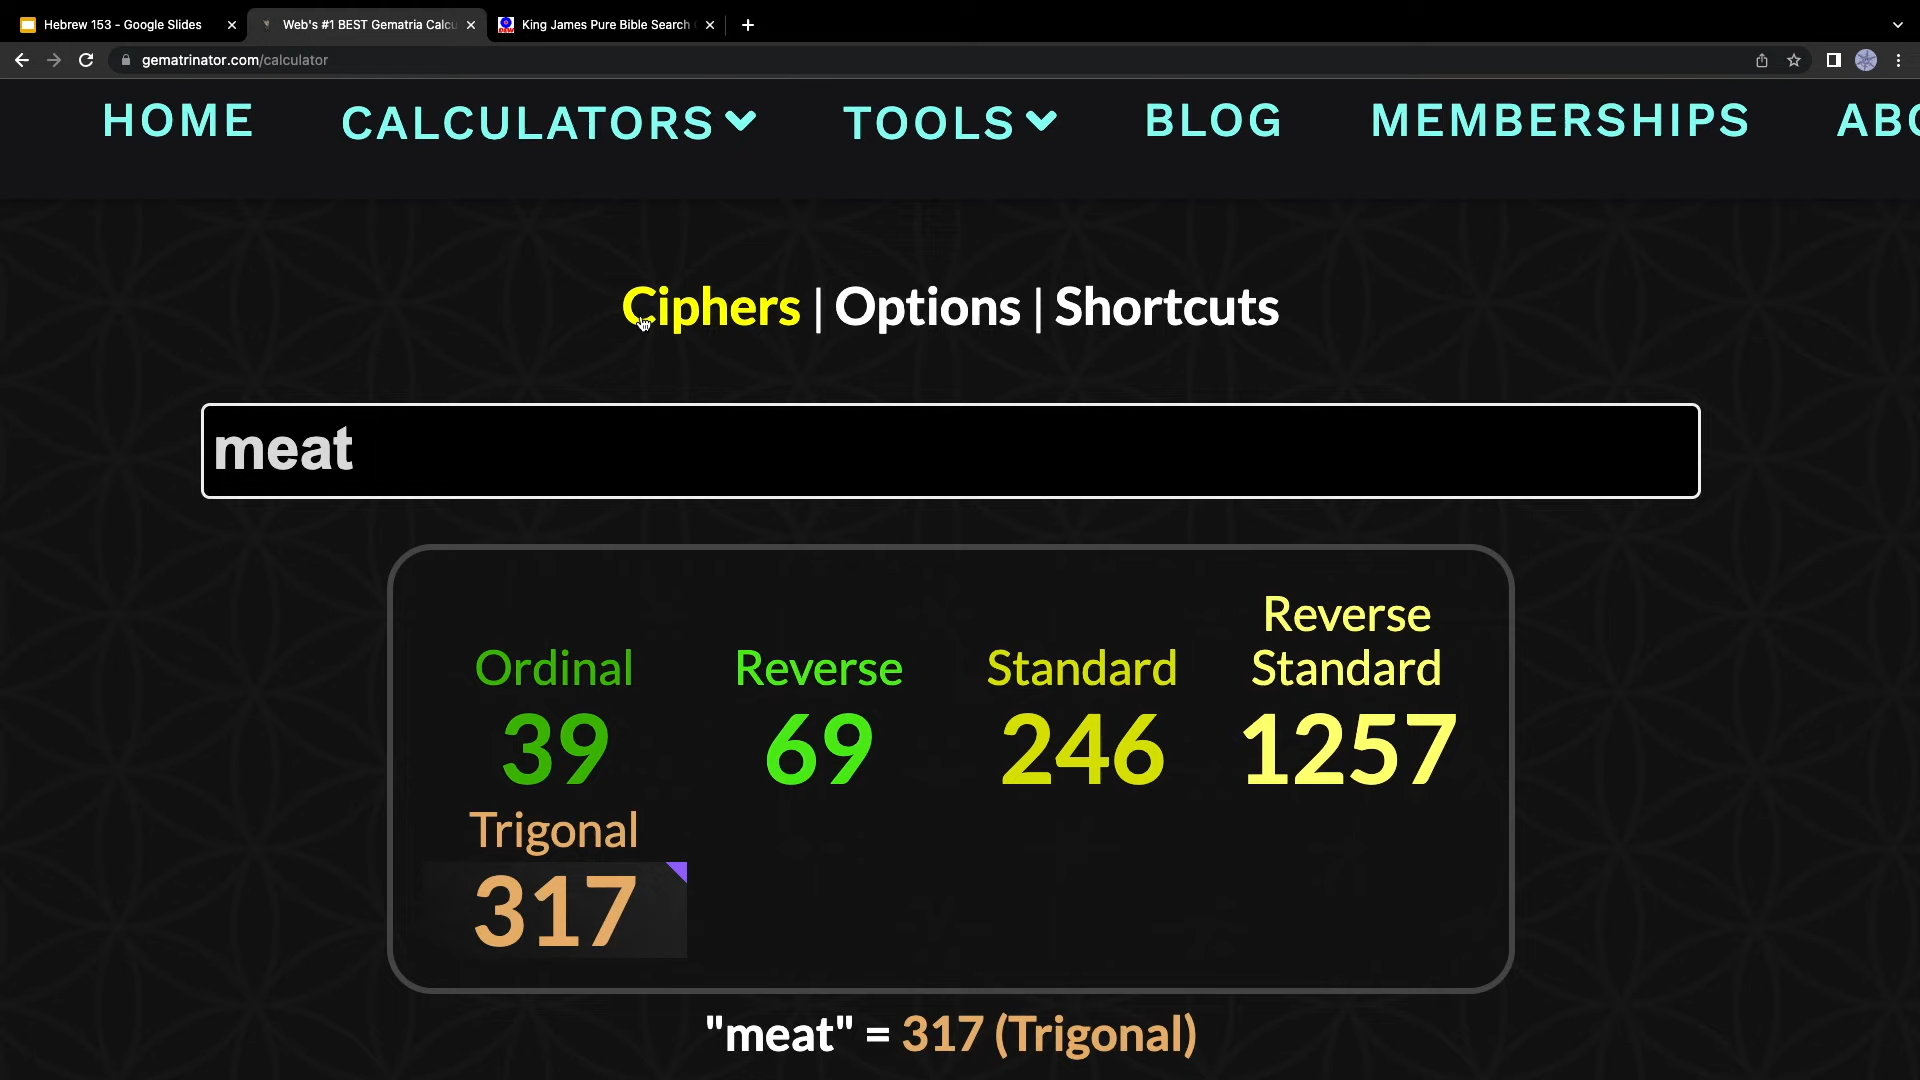 Hebrew 153 - Google Slides
Web's #1 BEST Gematria Calcu
King James Pure Bible Search
gematrinator.com/calculator
HOME CALCULATORS TOOLS BLOG MEMBERSHIPS ABO
Ciphers | Options | Shortcuts
meat
Ordinal Reverse Standard Reverse Standard
39 69 246 1257
Trigonal
317
"meat" = 317 (Trigonal)